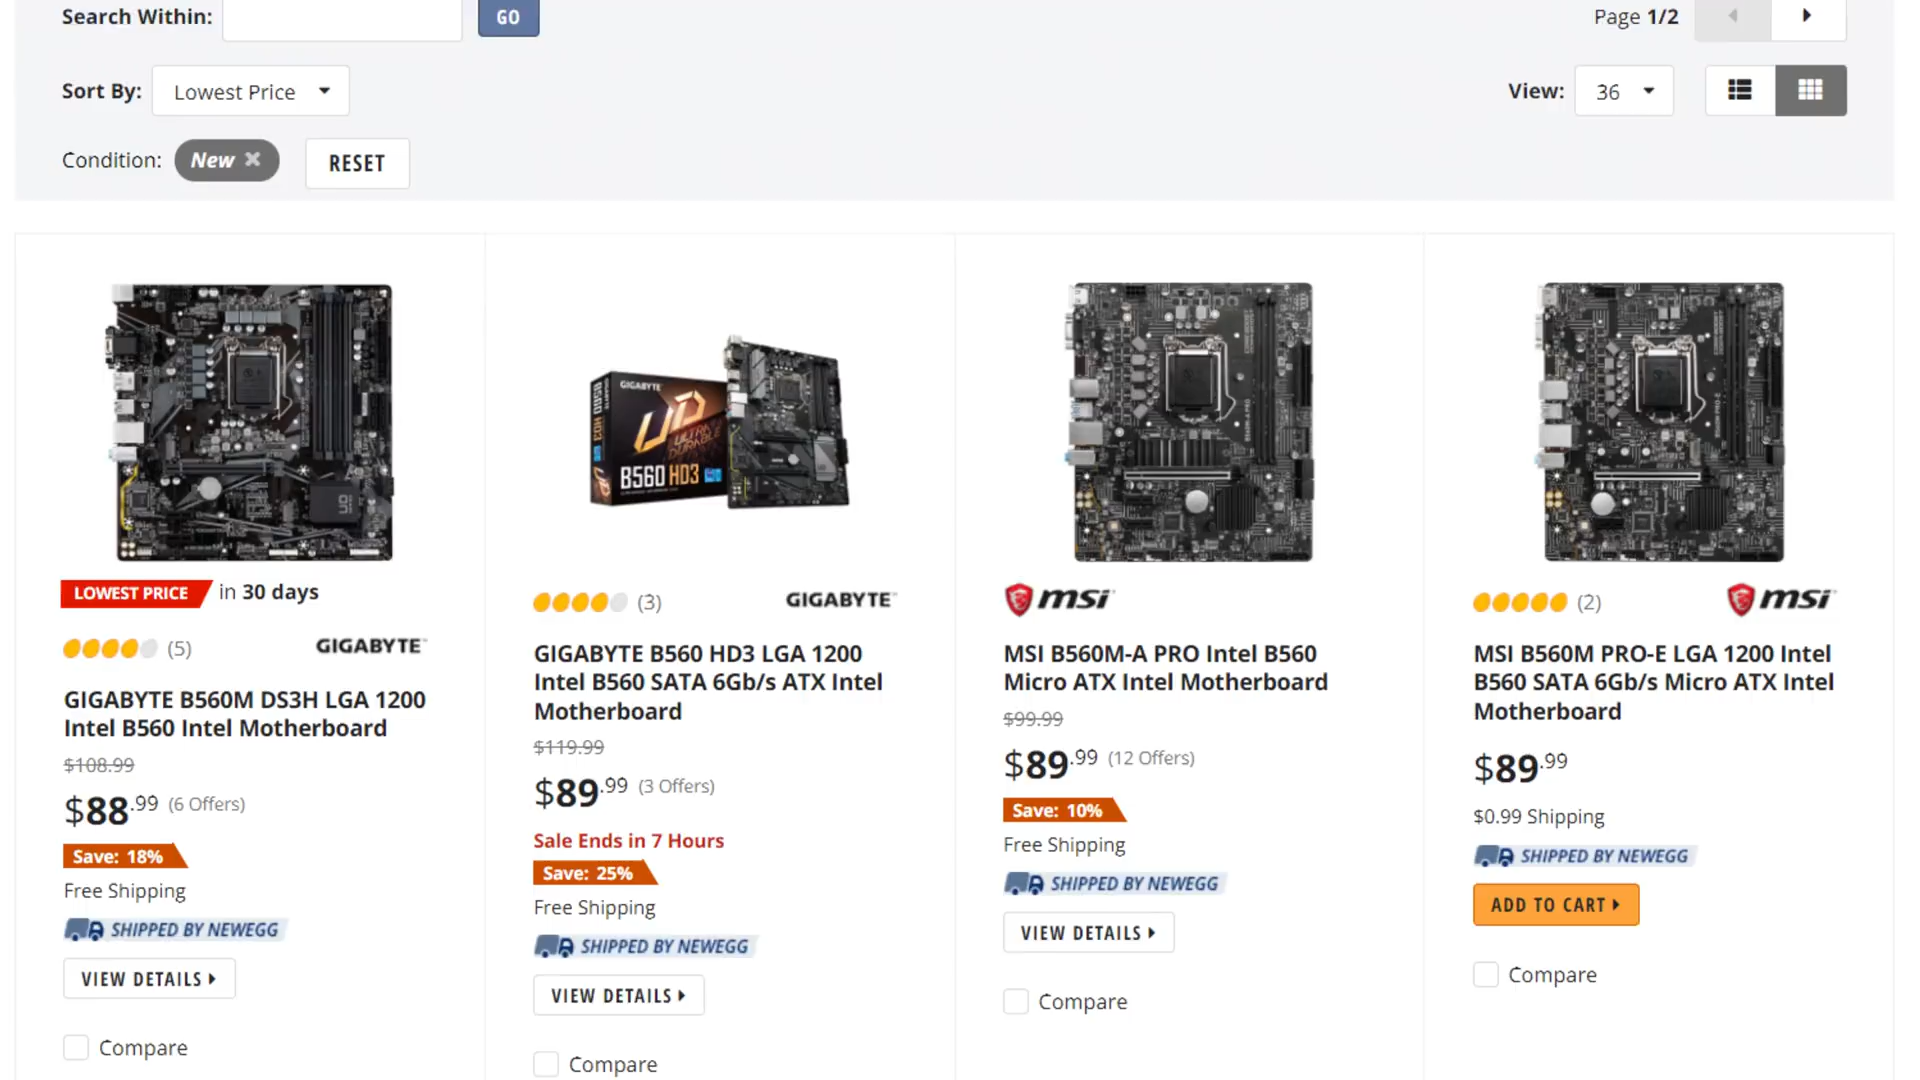 Search Within:
GO
Page 1/2
Sort By: Lowest Price
View: 36
Condition: New
RESET
GIGABYTE
B560 HD3
UD
ULTRA
DURABLE
B560 HD3
LOWEST PRICE in 30 days
(5) GIGABYTE
GIGABYTE B560M DS3H LGA 1200
Intel B560 Intel Motherboard
$108.99
$88.99 (6 Offers)
Save: 18%
Free Shipping
SHIPPED BY NEWEGG
VIEW DETAILS
Compare
(3) GIGABYTE
GIGABYTE B560 HD3 LGA 1200
Intel B560 SATA 6Gb/s ATX Intel
Motherboard
$119.99
$89.99 (3 Offers)
Sale Ends in 7 Hours
Save: 25%
Free Shipping
SHIPPED BY NEWEGG
VIEW DETAILS
Compare
msi
MSI B560M-A PRO Intel B560
Micro ATX Intel Motherboard
$99.99
$89.99 (12 Offers)
Save: 10%
Free Shipping
SHIPPED BY NEWEGG
VIEW DETAILS
Compare
(2) msi
MSI B560M PRO-E LGA 1200 Intel
B560 SATA 6Gb/s Micro ATX Intel
Motherboard
$89.99
$0.99 Shipping
SHIPPED BY NEWEGG
ADD TO CART
Compare